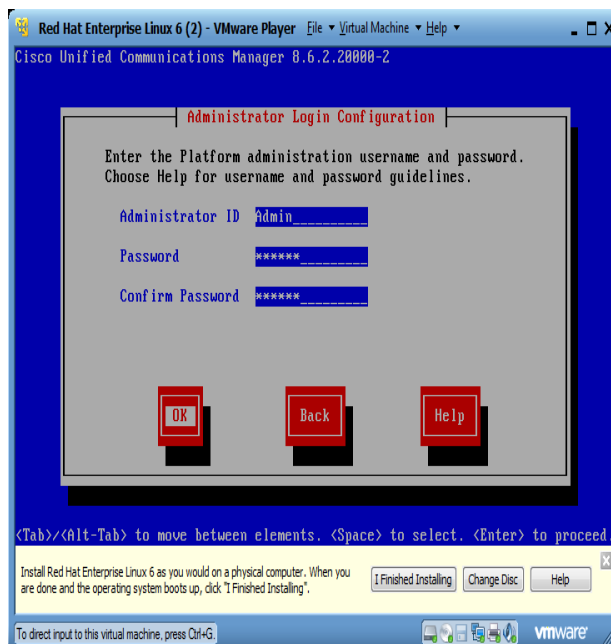 Red Hat Enterprise Linux 6 (2) - VMware Player File ▾ Virtual Machine ▾ Help ▾
Cisco Unified Communications Manager 8.6.2.20000-2
Administrator Login Configuration
Enter the Platform administration username and password.
Choose Help for username and password guidelines.
Administrator ID Admin__________
Password ******_________
Confirm Password ******_________
OK Back Help
<Tab>/<Alt-Tab> to move between elements. <Space> to select. <Enter> to proceed.
Install Red Hat Enterprise Linux 6 as you would on a physical computer. When you
are done and the operating system boots up, click "I Finished Installing".
I Finished Installing Change Disc Help
To direct input to this virtual machine, press Ctrl+G.
vmware